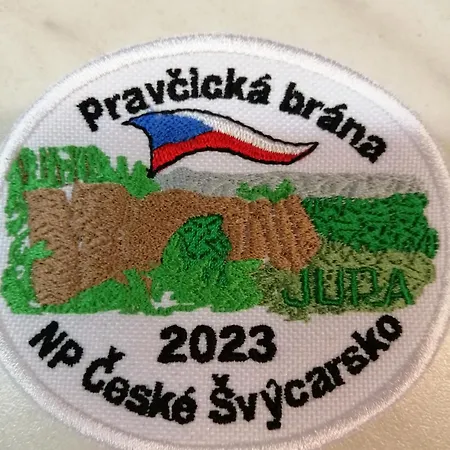 Pravčická brána
JUDA
2023
NP České Švýcarsko